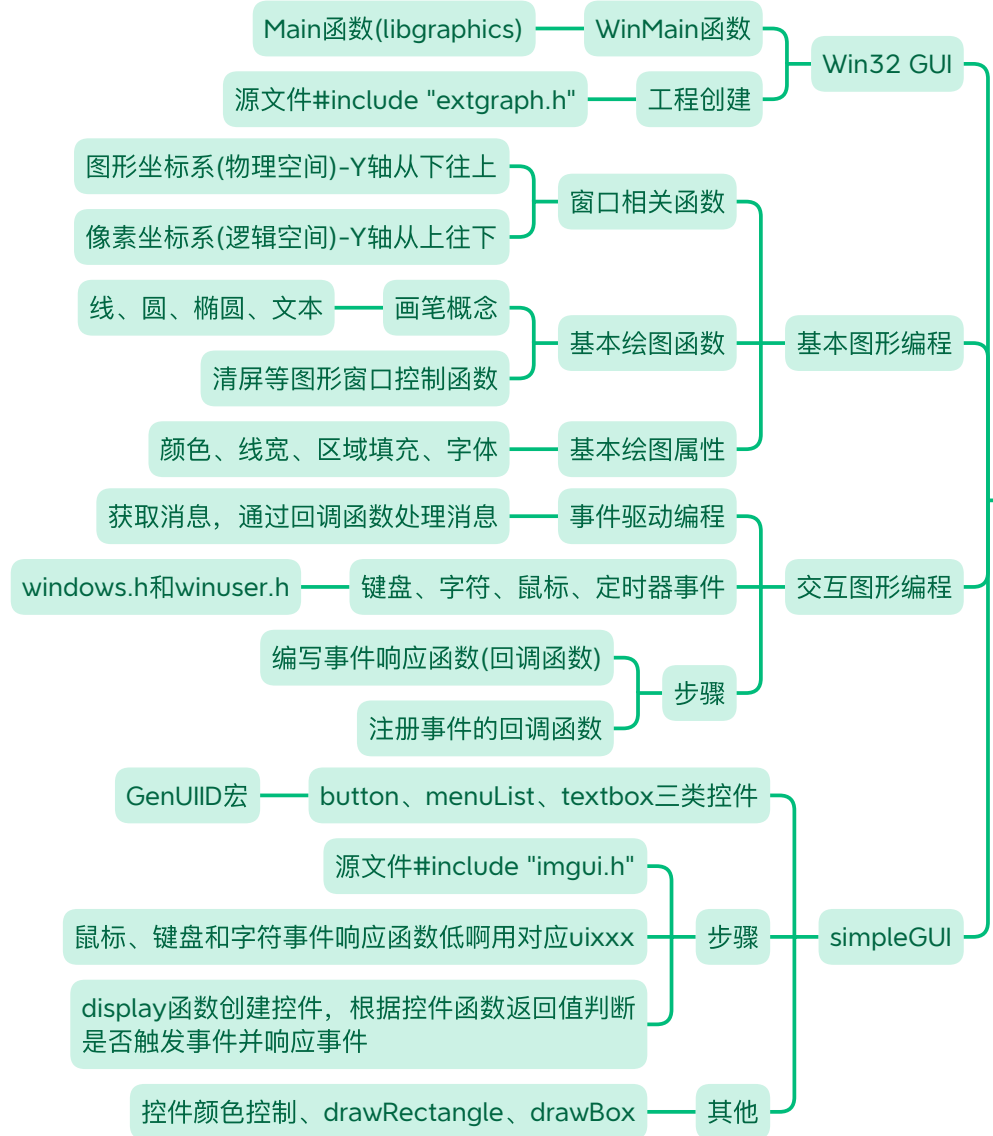 Main函数(libgraphics)
WinMain函数
Win32 GUI
源文件#include "extgraph.h"
工程创建
图形坐标系(物理空间)-Y轴从下往上
窗口相关函数
像素坐标系(逻辑空间)-Y轴从上往下
线、圆、椭圆、文本
画笔概念
基本绘图函数
基本图形编程
清屏等图形窗口控制函数
颜色、线宽、区域填充、字体
基本绘图属性
获取消息，通过回调函数处理消息
事件驱动编程
windows.h和winuser.h
键盘、字符、鼠标、定时器事件
交互图形编程
编写事件响应函数(回调函数)
步骤
注册事件的回调函数
GenUIID宏
button、menuList、textbox三类控件
源文件#include "imgui.h"
鼠标、键盘和字符事件响应函数低啊用对应uixxx
步骤
simpleGUI
display函数创建控件，根据控件函数返回值判断
是否触发事件并响应事件
控件颜色控制、drawRectangle、drawBox
其他